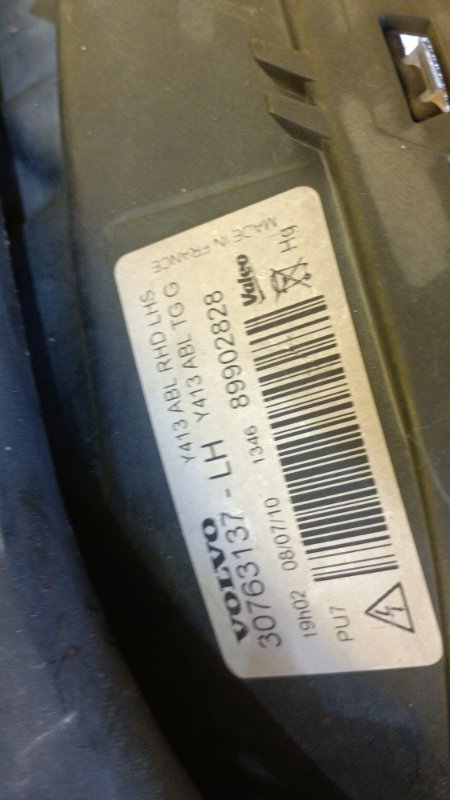 VOLVO
30763137 - LH
Y413 ABL RHD LHS
Y413 ABL TG G
MADE IN FRANCE
19h02 08/07/10 1346 89902828
Valeo
PU7
Hg